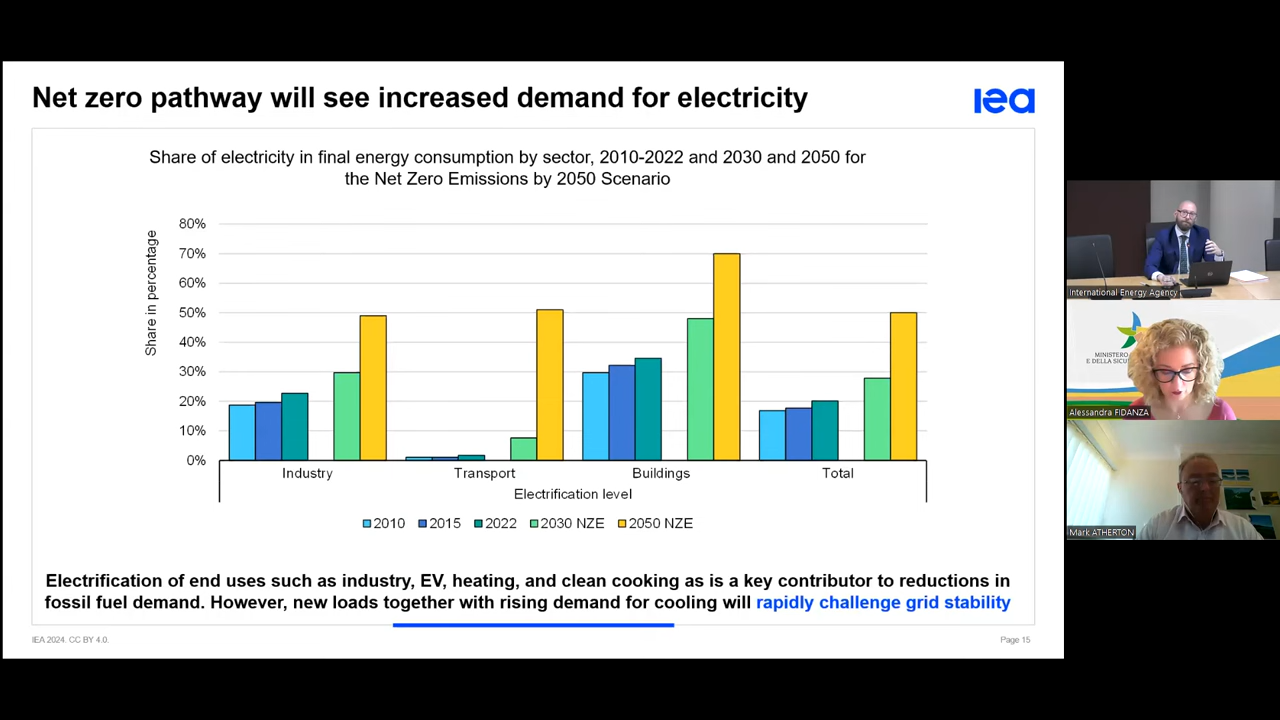 Net zero pathway will see increased demand for electricity
iea
Share of electricity in final energy consumption by sector, 2010-2022 and 2030 and 2050 for
the Net Zero Emissions by 2050 Scenario
Share in percentage
80%
70%
60%
50%
40%
30%
20%
10%
0%
Industry
Transport
Buildings
Total
Electrification level
2010
2015
2022
2030 NZE
2050 NZE
Electrification of end uses such as industry, EV, heating, and clean cooking as is a key contributor to reductions in
fossil fuel demand. However, new loads together with rising demand for cooling will rapidly challenge grid stability
IEA 2024. CC BY 4.0.
Page 15
International Energy Agency
MINISTERO
E DELLA
Alessandra FIDANZA
Mark ATHERTON